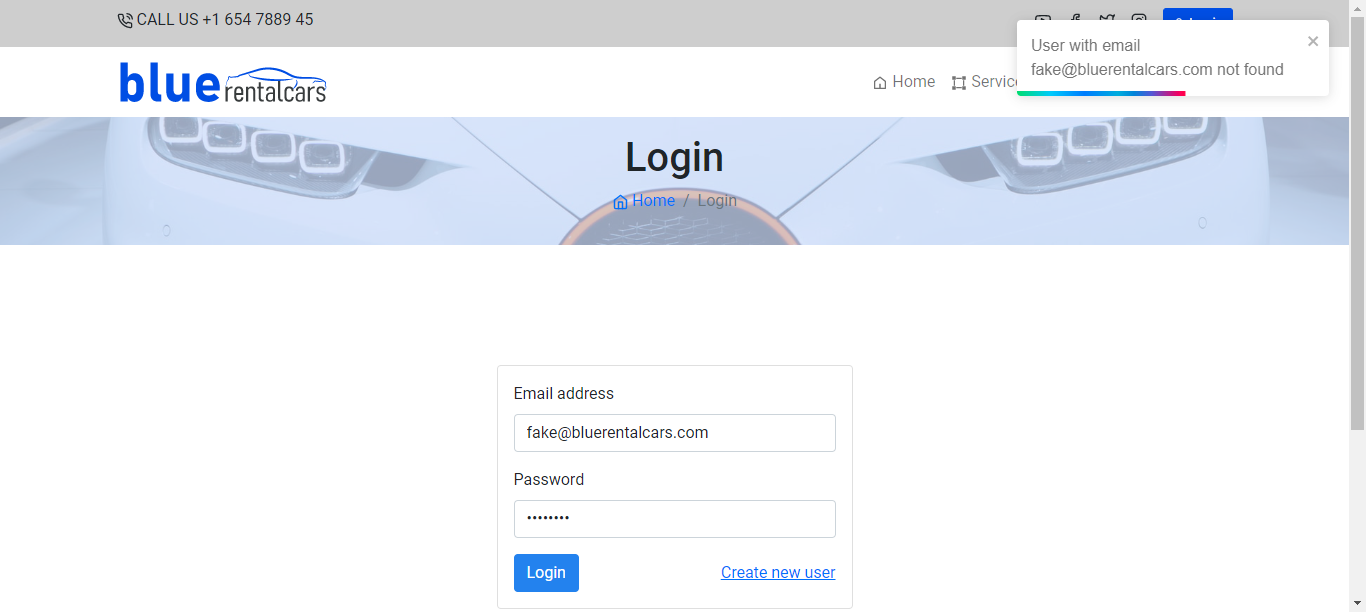 CALL US +1 654 7889 45
User with email
fake@bluerentalcars.com not found
blue rentalcars
Home
Login
Home / Login
Email address
fake@bluerentalcars.com
Password
••••••••
Login
Create new user